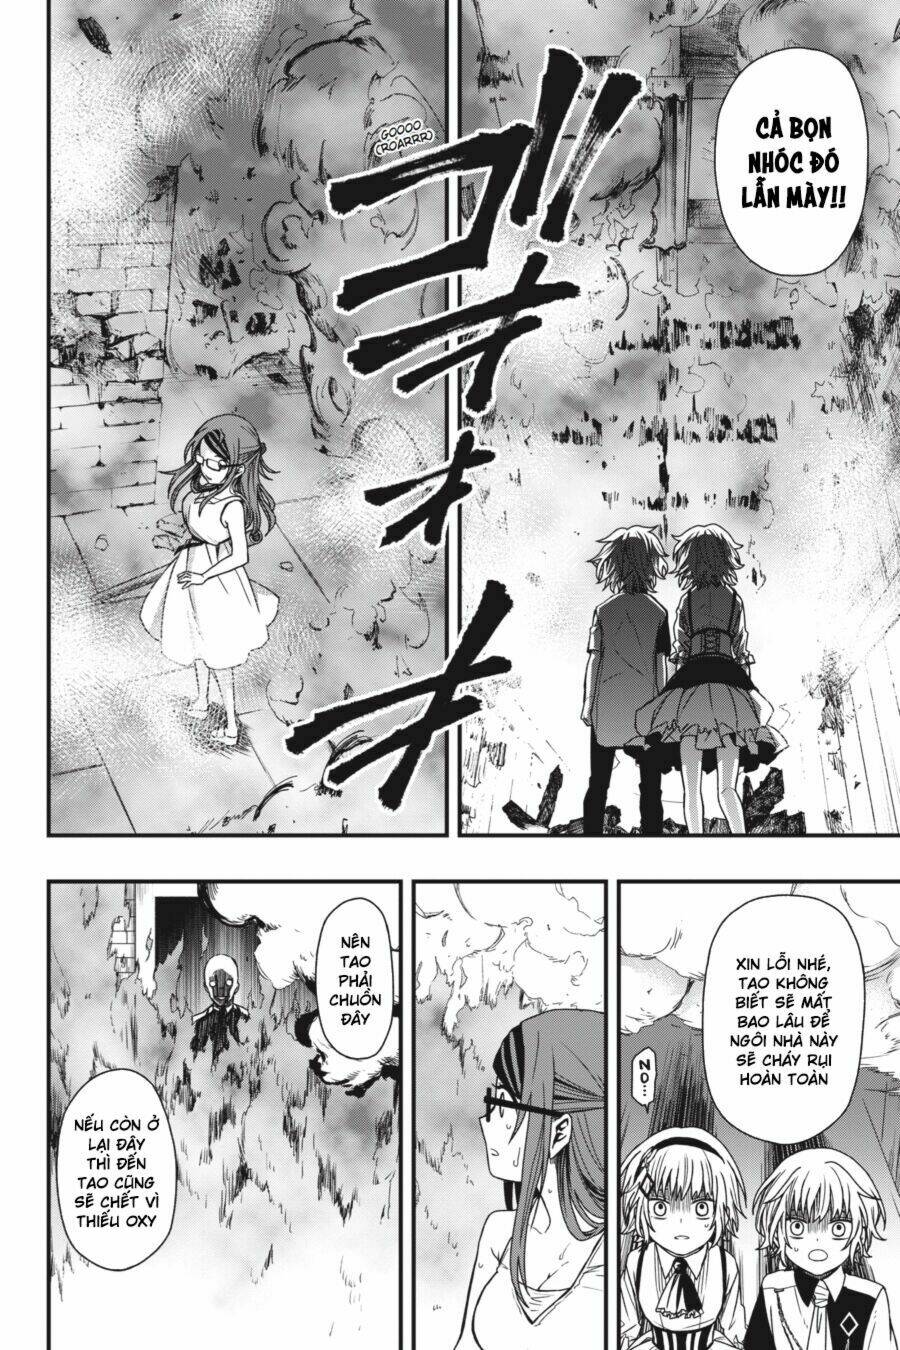 CẢ BỌN
NHÓC ĐÓ
LẪN MÀY!!
ゴオオオ!!
GOOOO
(ROARRR)
XIN LỖI NHÉ,
TAO KHÔNG
BIẾT SẼ MẤT
BAO LÂU ĐỂ
NGÔI NHÀ NÀY
SẼ CHÁY RỤI
HOÀN TOÀN
NO...
NÊN
TAO
PHẢI
CHUỒN
ĐÂY
NẾU CÒN Ở
LẠI ĐÂY
THÌ ĐẾN
TAO CŨNG
SẼ CHẾT VÌ
THIẾU OXY